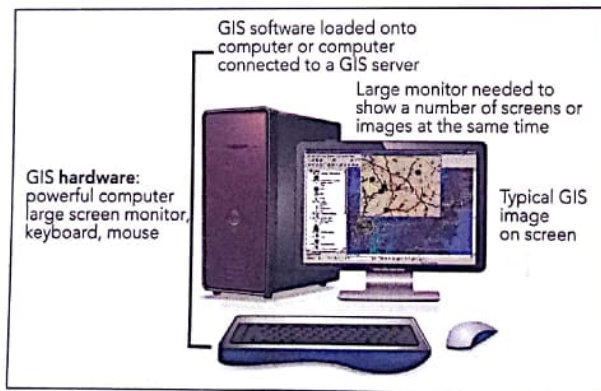 GIS software loaded onto
computer or computer
connected to a GIS server
Large monitor needed to
show a number of screens or
images at the same time
GIS hardware:
powerful computer
large screen monitor,
keyboard, mouse
Typical GIS
image
on screen